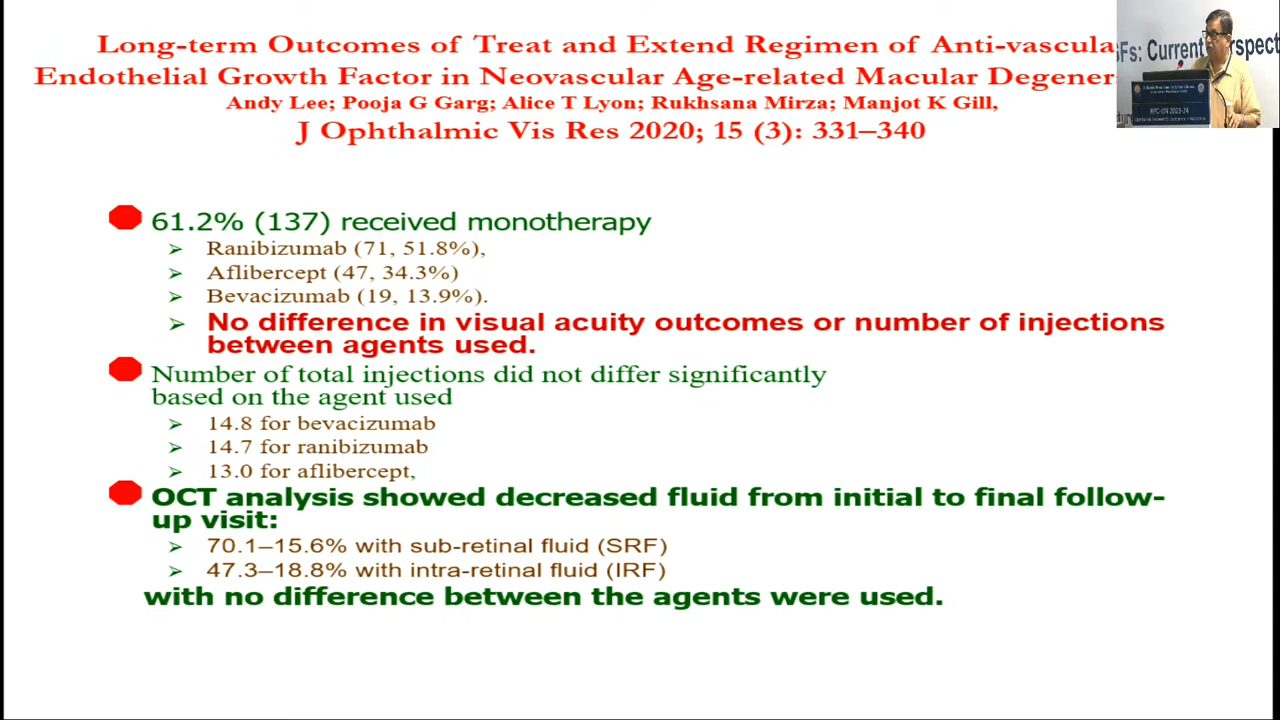 Long-term Outcomes of Treat and Extend Regimen of Anti-vascula
Endothelial Growth Factor in Neovascular Age-related Macular Degener
Andy Lee; Pooja G Garg; Alice T Lyon; Rukhsana Mirza; Manjot K Gill,
J Ophthalmic Vis Res 2020; 15 (3): 331–340
61.2% (137) received monotherapy
➢ Ranibizumab (71, 51.8%),
➢ Aflibercept (47, 34.3%)
➢ Bevacizumab (19, 13.9%).
➢ No difference in visual acuity outcomes or number of injections
between agents used.
Number of total injections did not differ significantly
based on the agent used
➢ 14.8 for bevacizumab
➢ 14.7 for ranibizumab
➢ 13.0 for aflibercept,
OCT analysis showed decreased fluid from initial to final follow-
up visit:
➢ 70.1–15.6% with sub-retinal fluid (SRF)
➢ 47.3–18.8% with intra-retinal fluid (IRF)
with no difference between the agents were used.
Fs: Current
rspect
2023-24